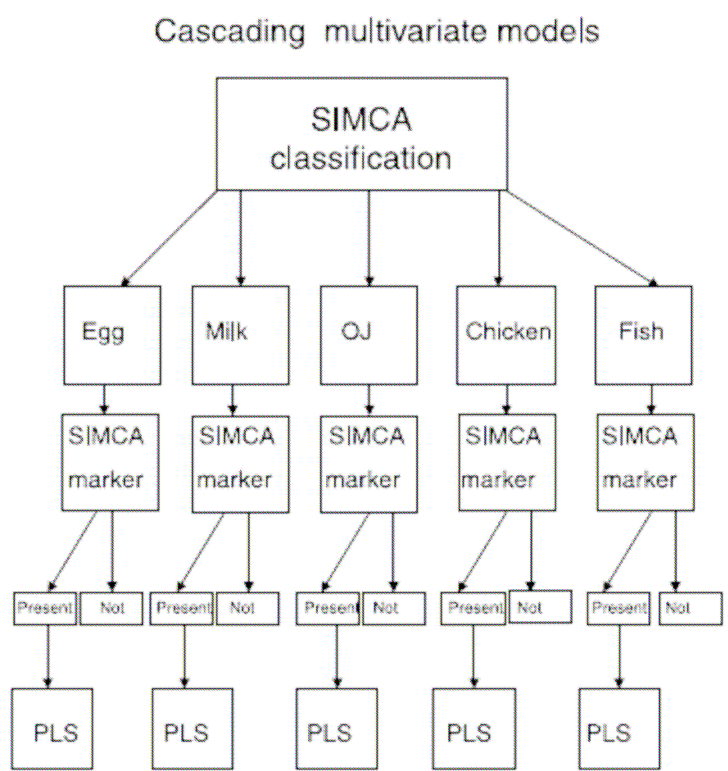 Cascading multivariate models
SIMCA
classification
Egg
Milk
OJ
Chicken
Fish
SIMCA
marker
SIMCA
marker
SIMCA
marker
SIMCA
marker
SIMCA
marker
Present
Not
Present
Not
Present
Not
Present
Not
Present
Not
PLS
PLS
PLS
PLS
PLS